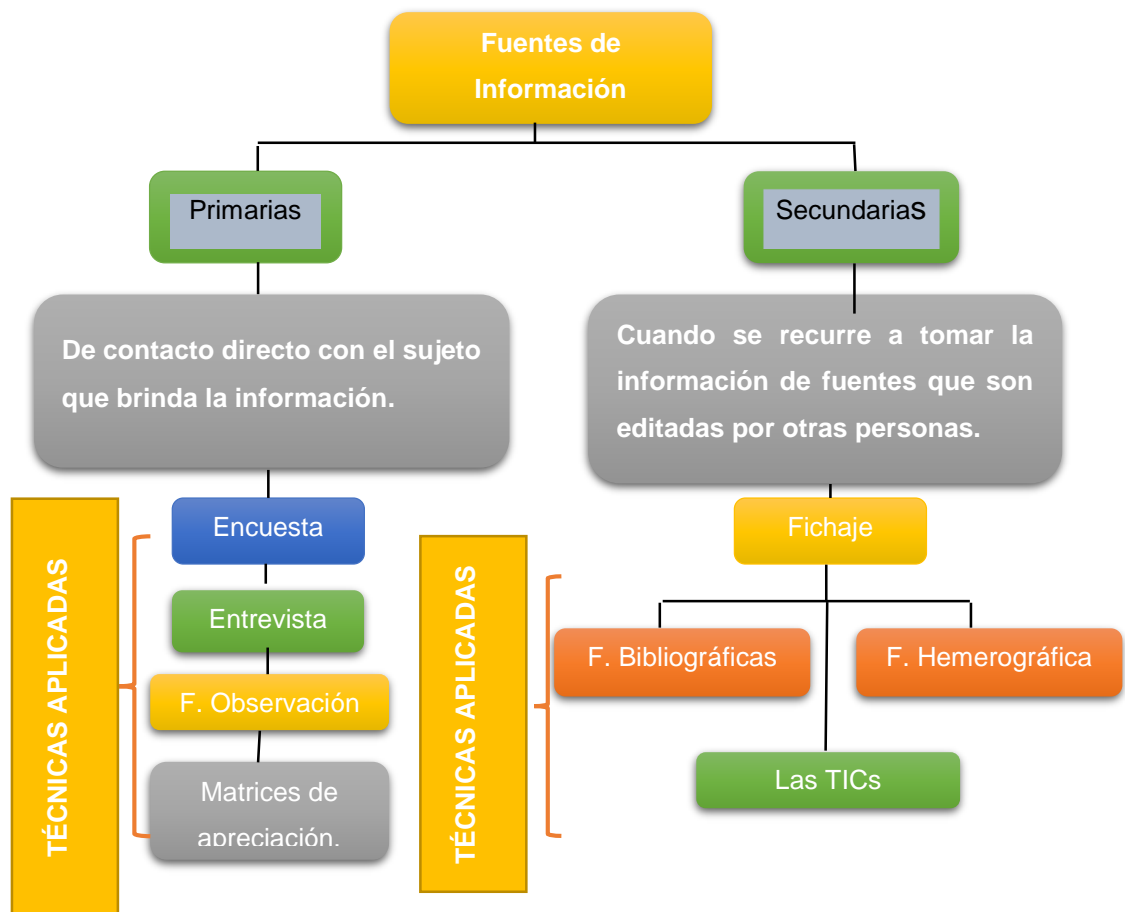 Fuentes de
Información
Primarias
Secundarias
De contacto directo con el sujeto
que brinda la información.
Cuando se recurre a tomar la
información de fuentes que son
editadas por otras personas.
TÉCNICAS APLICADAS
Encuesta
Entrevista
F. Observación
Matrices de
apreciación.
TÉCNICAS APLICADAS
Fichaje
F. Bibliográficas
F. Hemerográfica
Las TICs